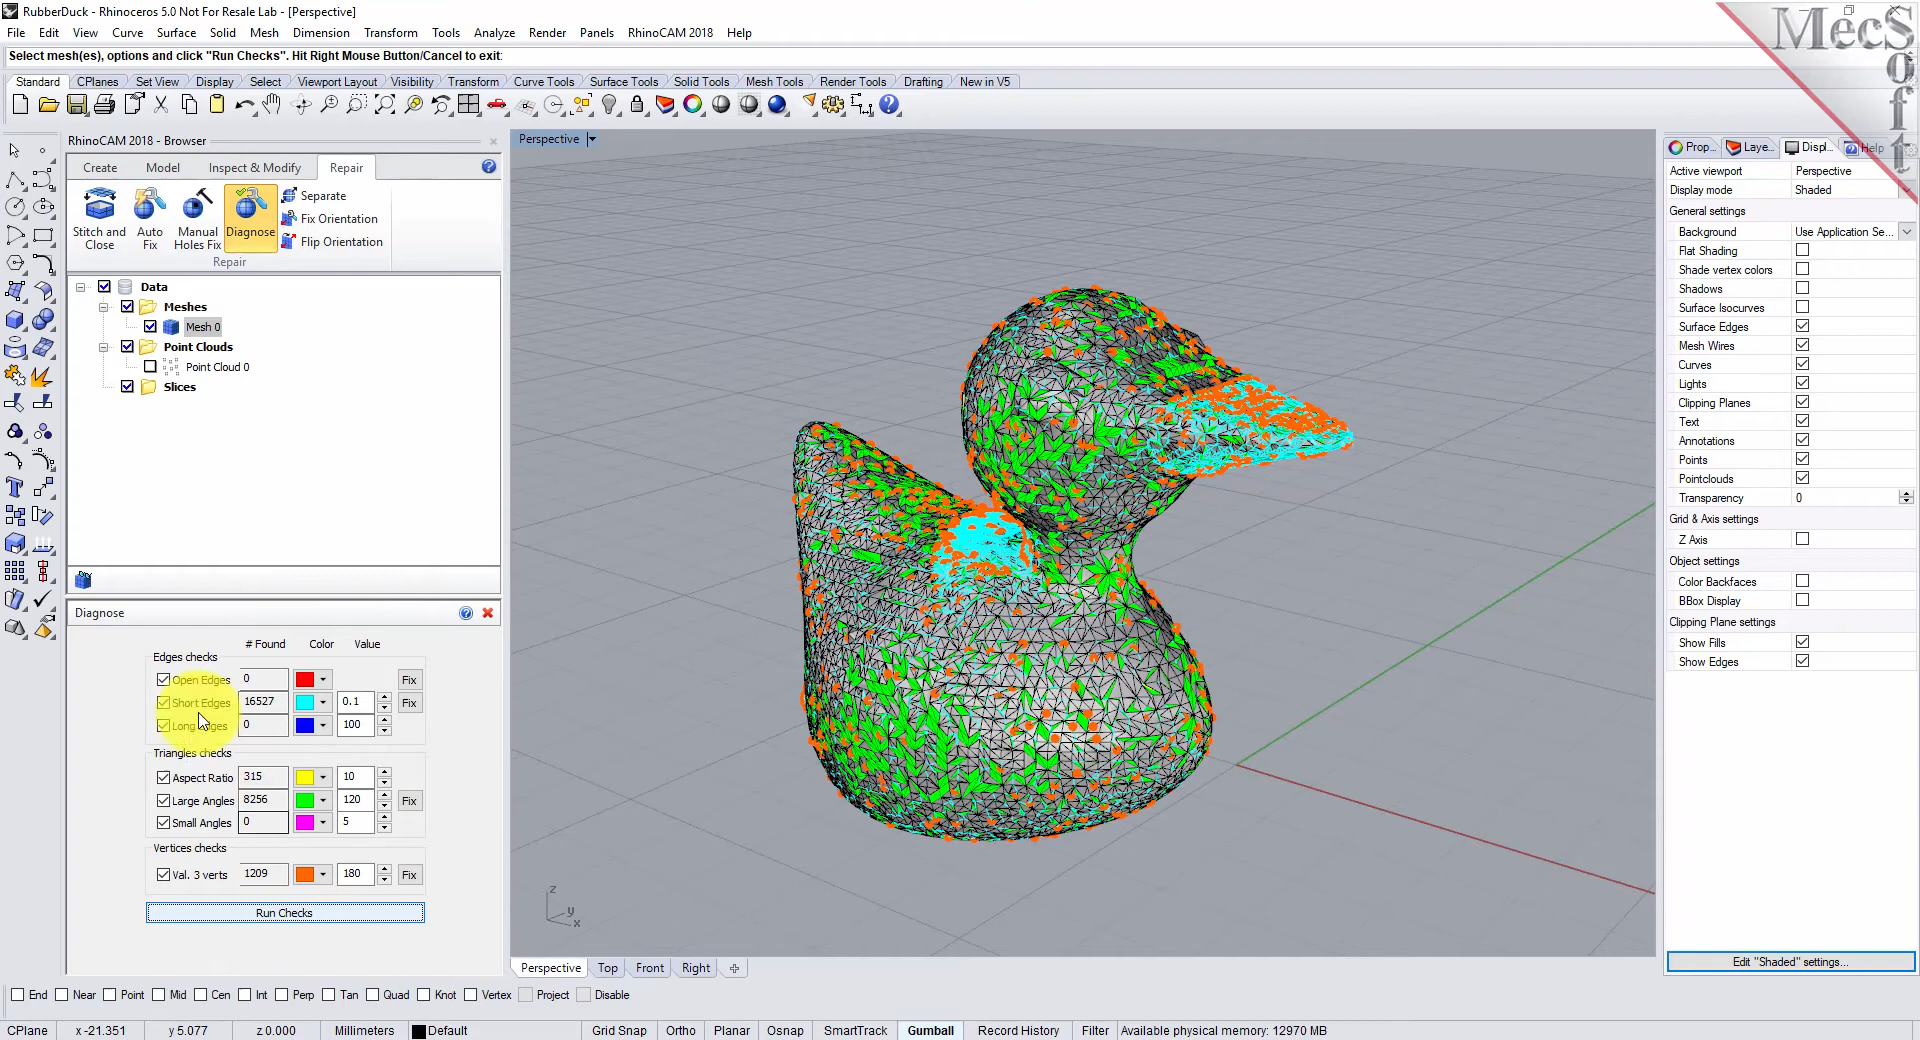 RubberDuck - Rhinoceros 5.0 Not For Resale Lab - [Perspective]
File Edit View Curve Surface Solid Mesh Dimension Transform Tools Analyze Render Panels RhinoCAM 2018 Help
Select mesh(es), options and click "Run Checks". Hit Right Mouse Button/Cancel to exit:
Standard CPlanes Set View Display Select Viewport Layout Visibility Transform Curve Tools Surface Tools Solid Tools Mesh Tools Render Tools Drafting New in V5
MecSoft
RhinoCAM 2018 - Browser
Create Model Inspect & Modify Repair
Stitch and Close
Auto Fix
Manual Holes Fix
Diagnose
Separate
Fix Orientation
Flip Orientation
Repair
Data
Meshes
Mesh 0
Point Clouds
Point Cloud 0
Slices
Diagnose
# Found Color Value
Edges checks
Open Edges 0 Fix
Short Edges 16527 0.1 Fix
Long Edges 0 100
Triangles checks
Aspect Ratio 315 10
Large Angles 8256 120 Fix
Small Angles 0 5
Vertices checks
Val. 3 verts 1209 180 Fix
Run Checks
Perspective
z
y
x
Perspective Top Front Right
Prop... Laye... Displ... Help
Active viewport Perspective
Display mode Shaded
General settings
Background Use Application Se...
Flat Shading
Shade vertex colors
Shadows
Surface Isocurves
Surface Edges
Mesh Wires
Curves
Lights
Clipping Planes
Text
Annotations
Points
Pointclouds
Transparency 0
Grid & Axis settings
Z Axis
Object settings
Color Backfaces
BBox Display
Clipping Plane settings
Show Fills
Show Edges
Edit "Shaded" settings...
End Near Point Mid Cen Int Perp Tan Quad Knot Vertex Project Disable
CPlane x -21.351 y 5.077 z 0.000 Millimeters Default Grid Snap Ortho Planar Osnap SmartTrack Gumball Record History Filter Available physical memory: 12970 MB